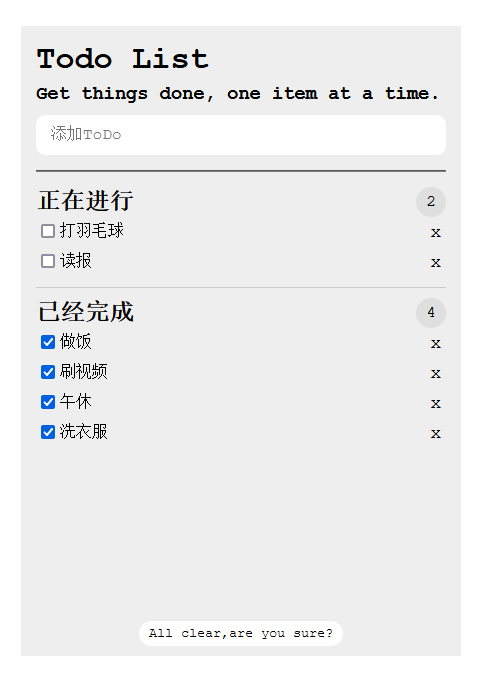 Todo List
Get things done, one item at a time.
添加ToDo
正在进行 2
打羽毛球 x
读报 x
已经完成 4
做饭 x
刷视频 x
午休 x
洗衣服 x
All clear,are you sure?